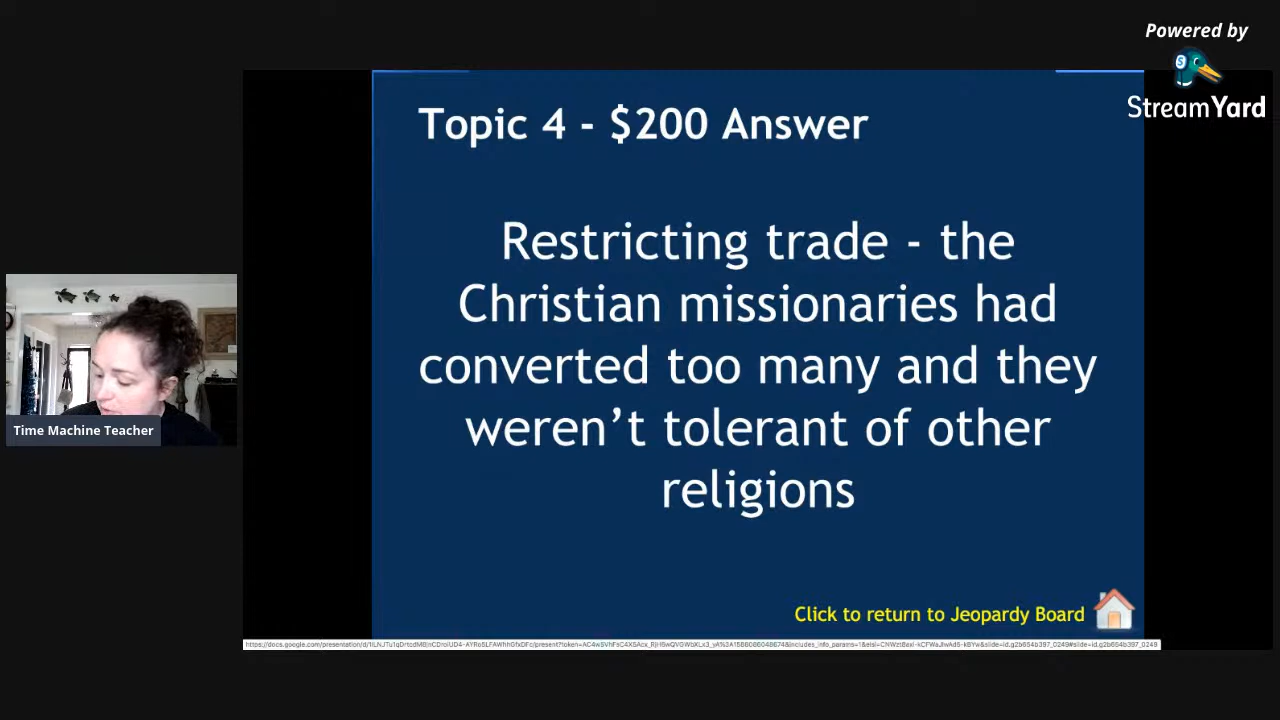 Powered by
StreamYard
Topic 4 - $200 Answer
Restricting trade - the
Christian missionaries had
converted too many and they
weren't tolerant of other
religions
Time Machine Teacher
Click to return to Jeopardy Board